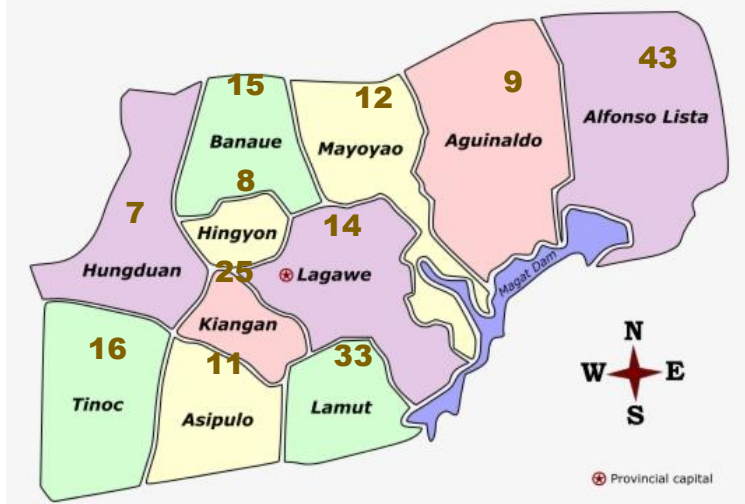 15
12
9
43
Banaue
Mayoyao
Aguinaldo
Alfonso Lista
8
7
Hingyon
14
Hungduan
25
Lagawe
Magat Dam
Kiangan
16
11
33
Tinoc
Asipulo
Lamut
N
W
E
S
Provincial capital